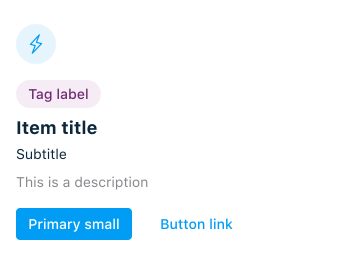 Tag label
Item title
Subtitle
This is a description
Primary small
Button link